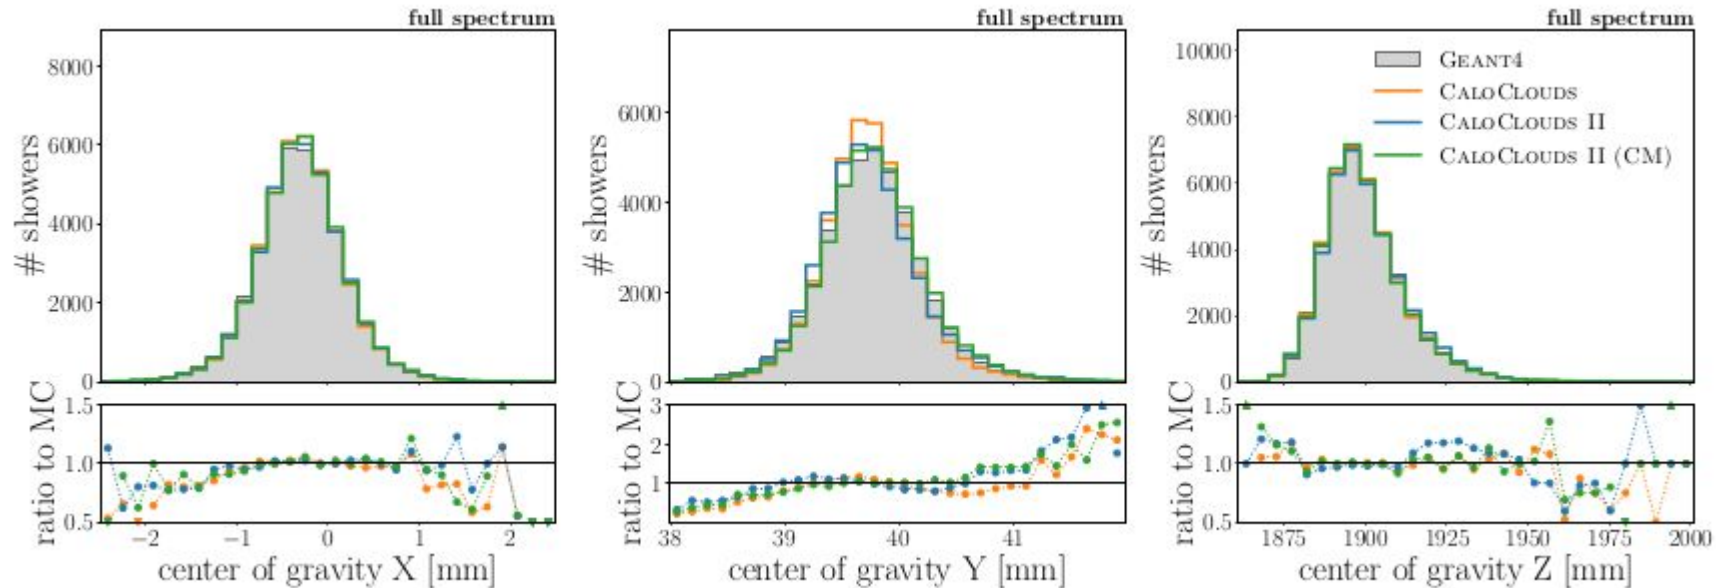 full spectrum
8000
6000
4000
2000
0
# showers
1.5
1.0
0.5
ratio to MC
−2 −1 0 1 2
center of gravity X [mm]
full spectrum
6000
4000
2000
0
# showers
3
2
1
ratio to MC
38 39 40 41
center of gravity Y [mm]
full spectrum
10000
8000
6000
4000
2000
0
# showers
GEANT4
CALOCLOUDS
CALOCLOUDS II
CALOCLOUDS II (CM)
1.5
1.0
0.5
ratio to MC
1875 1900 1925 1950 1975 2000
center of gravity Z [mm]